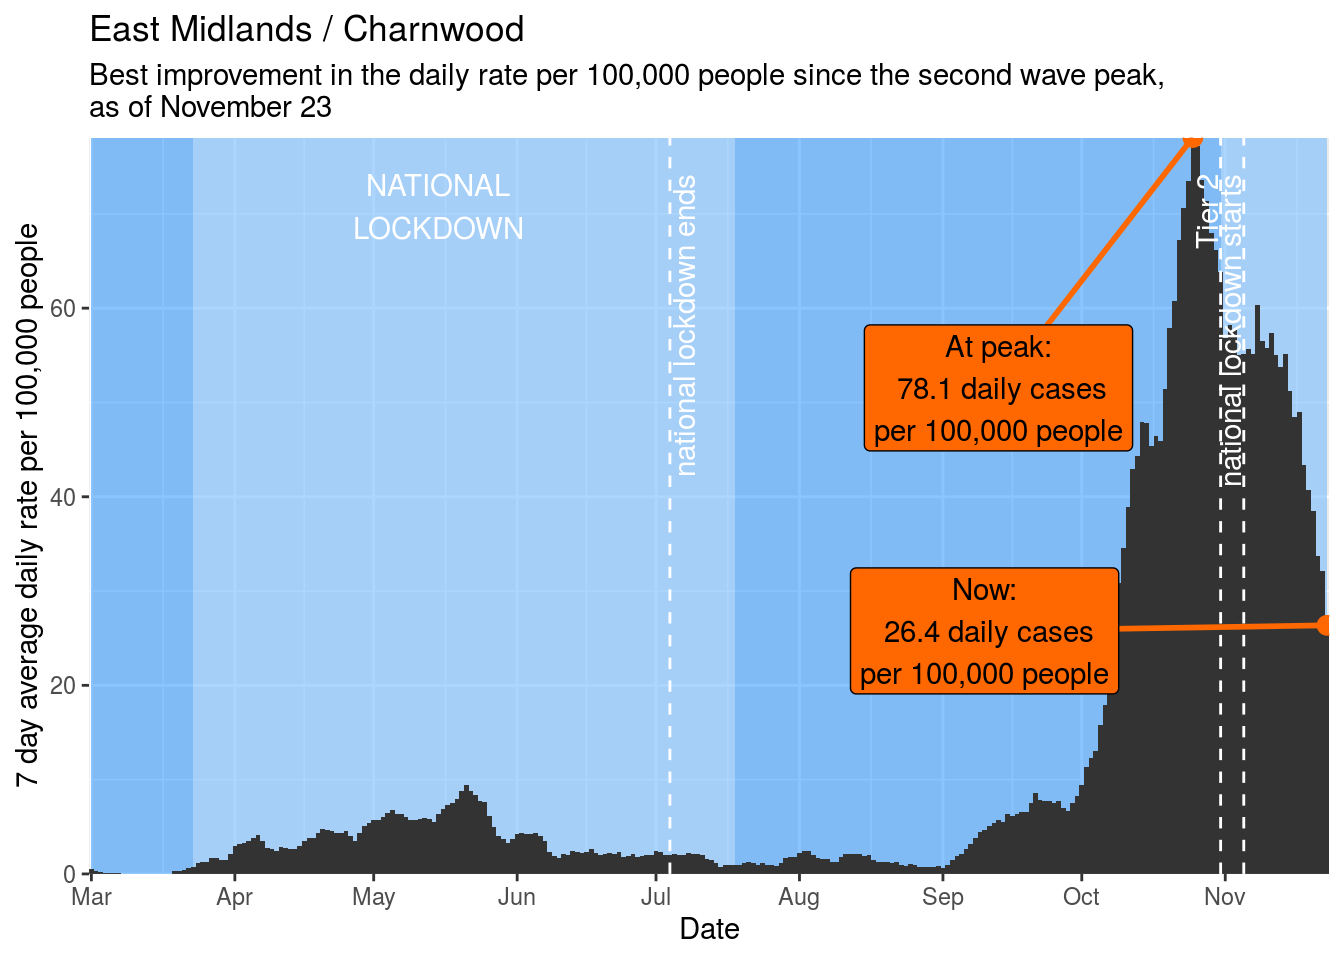 East Midlands / Charnwood
Best improvement in the daily rate per 100,000 people since the second wave peak,
as of November 23
7 day average daily rate per 100,000 people
60
40
20
0
NATIONAL
LOCKDOWN
national lockdown ends
Tier 2
national lockdown starts
At peak:
78.1 daily cases
per 100,000 people
Now:
26.4 daily cases
per 100,000 people
Mar
Apr
May
Jun
Jul
Aug
Sep
Oct
Nov
Date